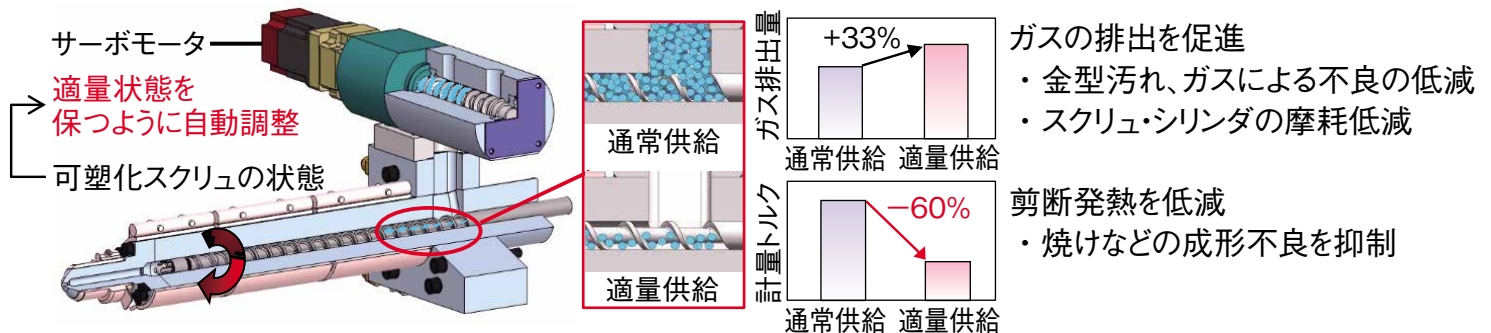 サーボモータ
適量状態を
保つように自動調整
可塑化スクリュの状態
通常供給
適量供給
ガス排出量
+33%
通常供給 適量供給
計量トルク
−60%
通常供給 適量供給
ガスの排出を促進
・ 金型汚れ、ガスによる不良の低減
・ スクリュ・シリンダの摩耗低減
剪断発熱を低減
・ 焼けなどの成形不良を抑制